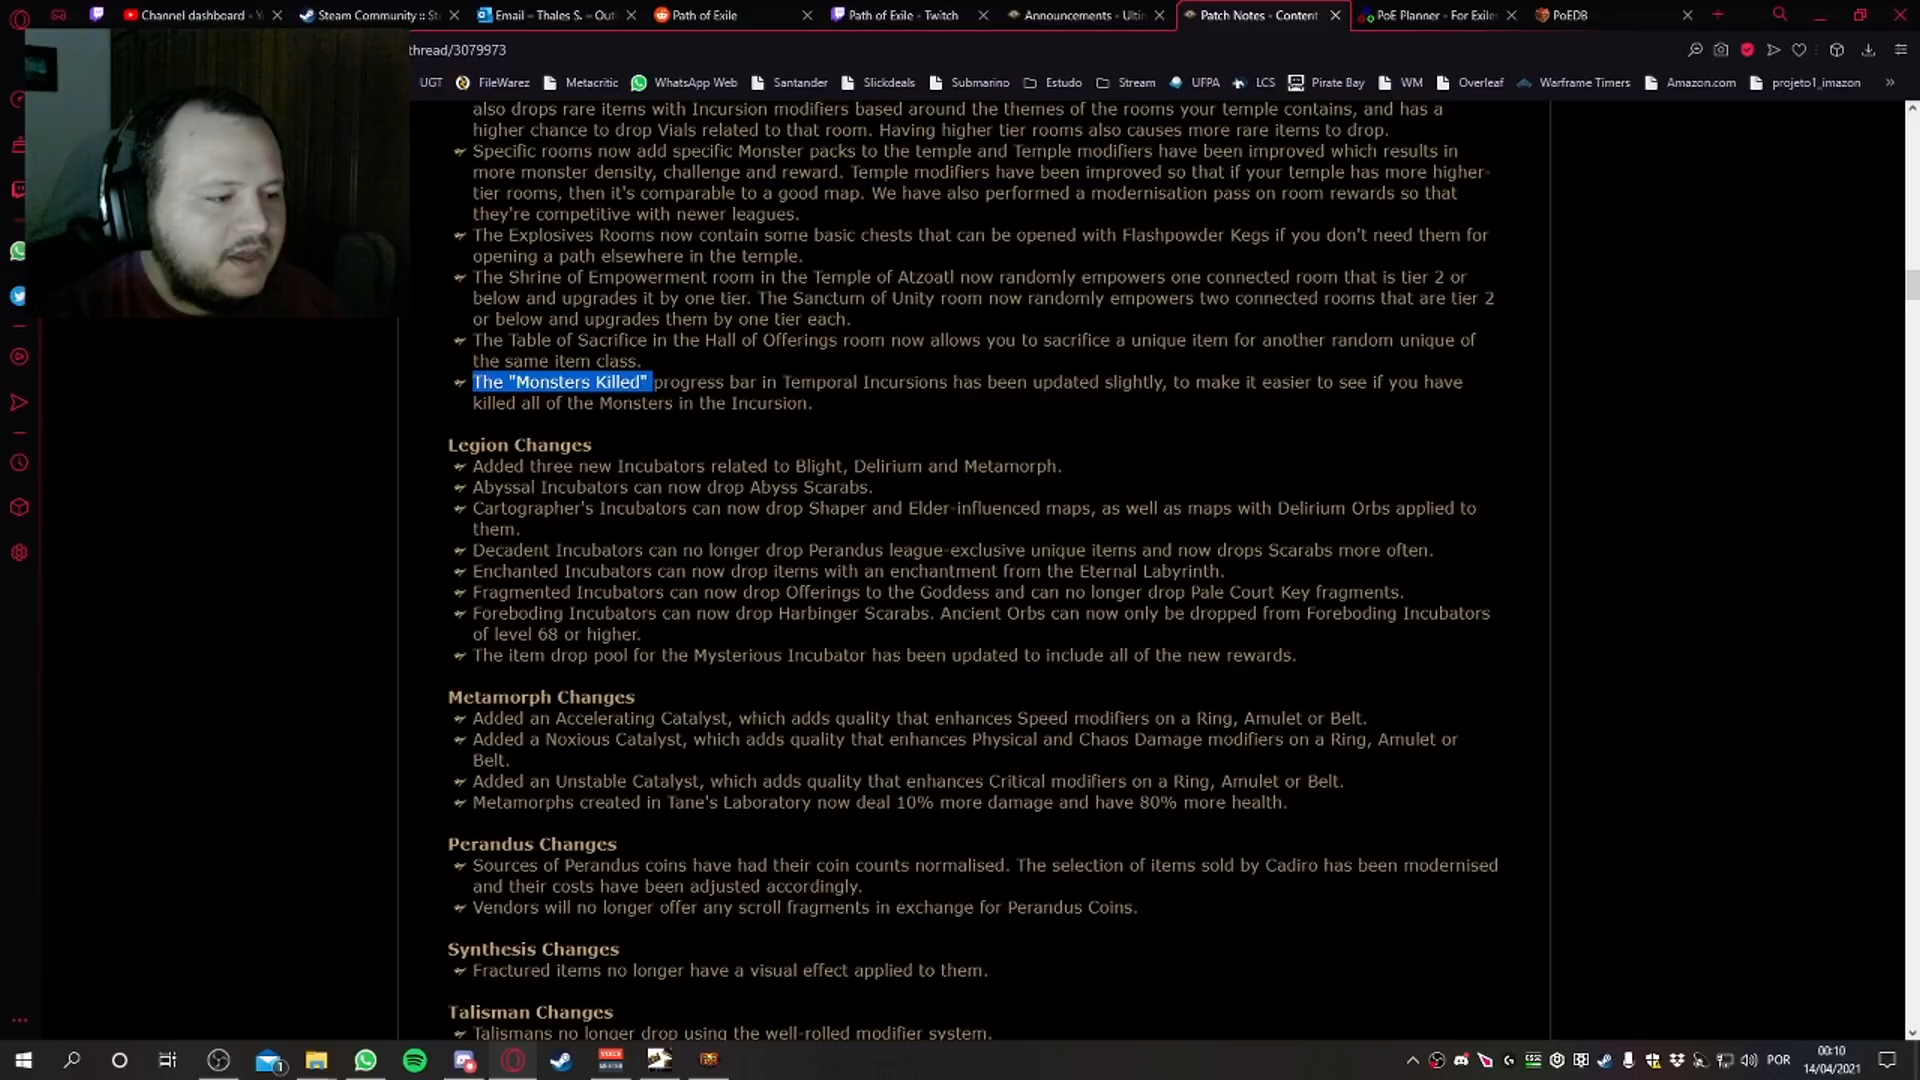 Channel dashboard - Y
Steam Community :: St
Email – Thales S. – Out
Path of Exile
Path of Exile - Twitch
Announcements - Ulti
Patch Notes - Content
PoE Planner - For Exile
PoEDB
thread/3079973
UGT
FileWarez
Metacritic
WhatsApp Web
Santander
Slickdeals
Submarino
Estudo
Stream
UFPA
LCS
Pirate Bay
WM
Overleaf
Warframe Timers
Amazon.com
projeto1_imazon
also drops rare items with Incursion modifiers based around the themes of the rooms your temple contains, and has a
higher chance to drop Vials related to that room. Having higher tier rooms also causes more rare items to drop.
Specific rooms now add specific Monster packs to the temple and Temple modifiers have been improved which results in
more monster density, challenge and reward. Temple modifiers have been improved so that if your temple has more higher-
tier rooms, then it's comparable to a good map. We have also performed a modernisation pass on room rewards so that
they're competitive with newer leagues.
The Explosives Rooms now contain some basic chests that can be opened with Flashpowder Kegs if you don't need them for
opening a path elsewhere in the temple.
The Shrine of Empowerment room in the Temple of Atzoatl now randomly empowers one connected room that is tier 2 or
below and upgrades it by one tier. The Sanctum of Unity room now randomly empowers two connected rooms that are tier 2
or below and upgrades them by one tier each.
The Table of Sacrifice in the Hall of Offerings room now allows you to sacrifice a unique item for another random unique of
the same item class.
The "Monsters Killed" progress bar in Temporal Incursions has been updated slightly, to make it easier to see if you have
killed all of the Monsters in the Incursion.
Legion Changes
Added three new Incubators related to Blight, Delirium and Metamorph.
Abyssal Incubators can now drop Abyss Scarabs.
Cartographer's Incubators can now drop Shaper and Elder-influenced maps, as well as maps with Delirium Orbs applied to
them.
Decadent Incubators can no longer drop Perandus league-exclusive unique items and now drops Scarabs more often.
Enchanted Incubators can now drop items with an enchantment from the Eternal Labyrinth.
Fragmented Incubators can now drop Offerings to the Goddess and can no longer drop Pale Court Key fragments.
Foreboding Incubators can now drop Harbinger Scarabs. Ancient Orbs can now only be dropped from Foreboding Incubators
of level 68 or higher.
The item drop pool for the Mysterious Incubator has been updated to include all of the new rewards.
Metamorph Changes
Added an Accelerating Catalyst, which adds quality that enhances Speed modifiers on a Ring, Amulet or Belt.
Added a Noxious Catalyst, which adds quality that enhances Physical and Chaos Damage modifiers on a Ring, Amulet or
Belt.
Added an Unstable Catalyst, which adds quality that enhances Critical modifiers on a Ring, Amulet or Belt.
Metamorphs created in Tane's Laboratory now deal 10% more damage and have 80% more health.
Perandus Changes
Sources of Perandus coins have had their coin counts normalised. The selection of items sold by Cadiro has been modernised
and their costs have been adjusted accordingly.
Vendors will no longer offer any scroll fragments in exchange for Perandus Coins.
Synthesis Changes
Fractured items no longer have a visual effect applied to them.
Talisman Changes
Talismans no longer drop using the well-rolled modifier system.
POR
00:10
14/04/2021